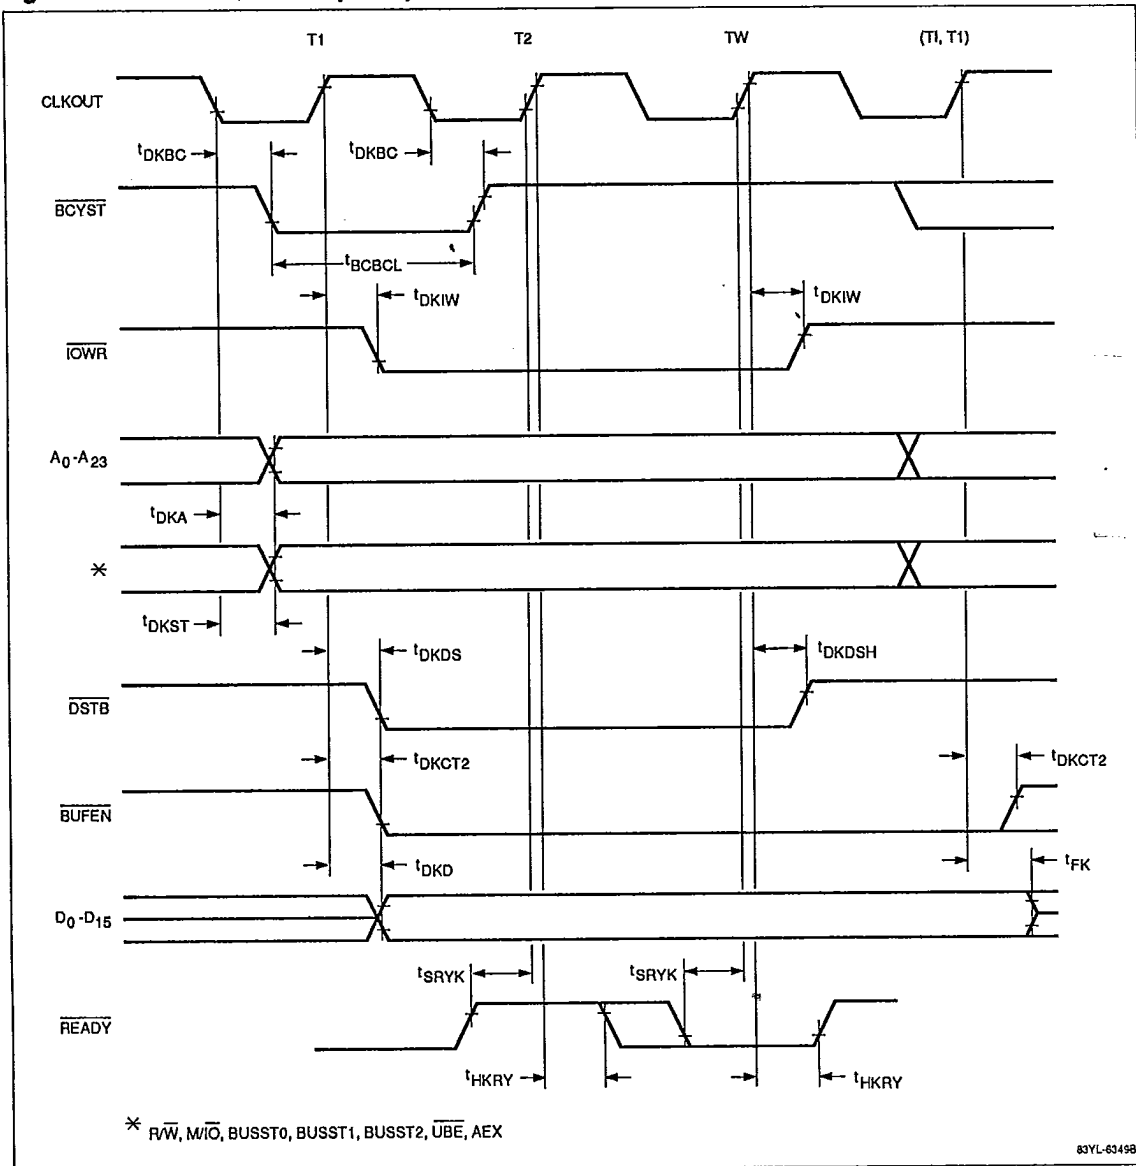 T1 T2 TW (TI, T1)
CLKOUT
tDKBC tDKBC
BCYST
tBCBCL
tDKIW tDKIW
IOWR
A0-A23
tDKA
*
tDKST
tDKDS tDKDSH
DSTB
tDKCT2 tDKCT2
BUFEN
tDKD tFK
D0-D15
tSRYK tSRYK
READY
tHKRY tHKRY
* R/W, M/IO, BUSST0, BUSST1, BUSST2, UBE, AEX
83YL-6349B